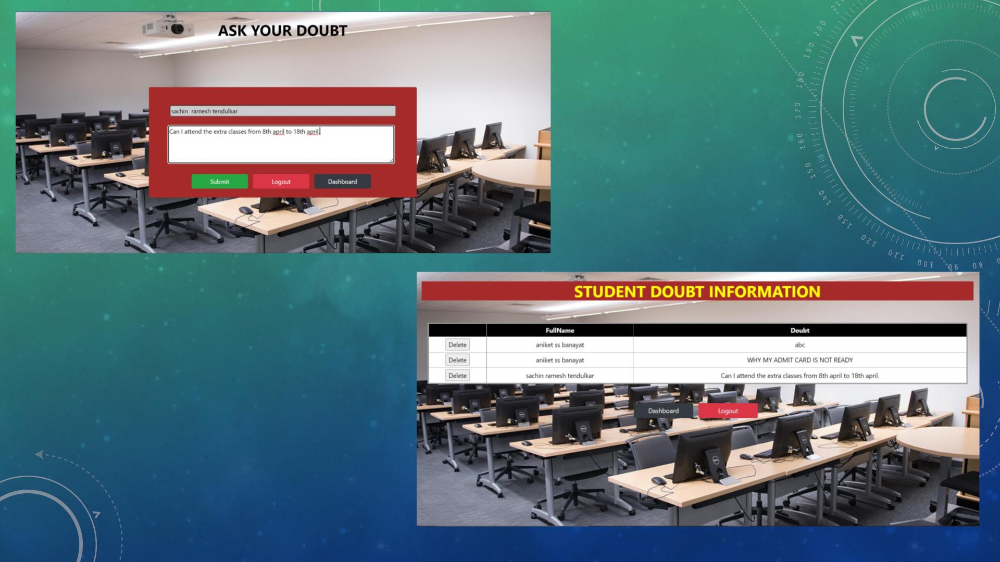 ASK YOUR DOUBT
sachin  ramesh tendulkar
Can I attend the extra classes from 8th april to 18th april.
Submit Logout Dashboard
210
200
190
180
170
160
150
140
130
120
110
100
90
80
STUDENT DOUBT INFORMATION
FullName Doubt
Delete aniket ss banayat abc
Delete aniket ss banayat WHY MY ADMIT CARD IS NOT READY
Delete sachin ramesh tendulkar Can I attend the extra classes from 8th april to 18th april.
Dashboard Logout